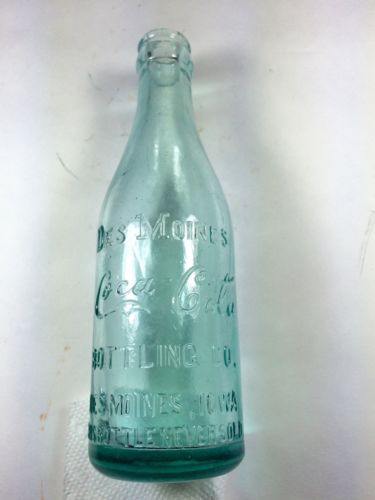 DES MOINES
Coca-Cola
BOTTLING CO.
DES MOINES, IOWA
THIS BOTTLE NEVER SOLD